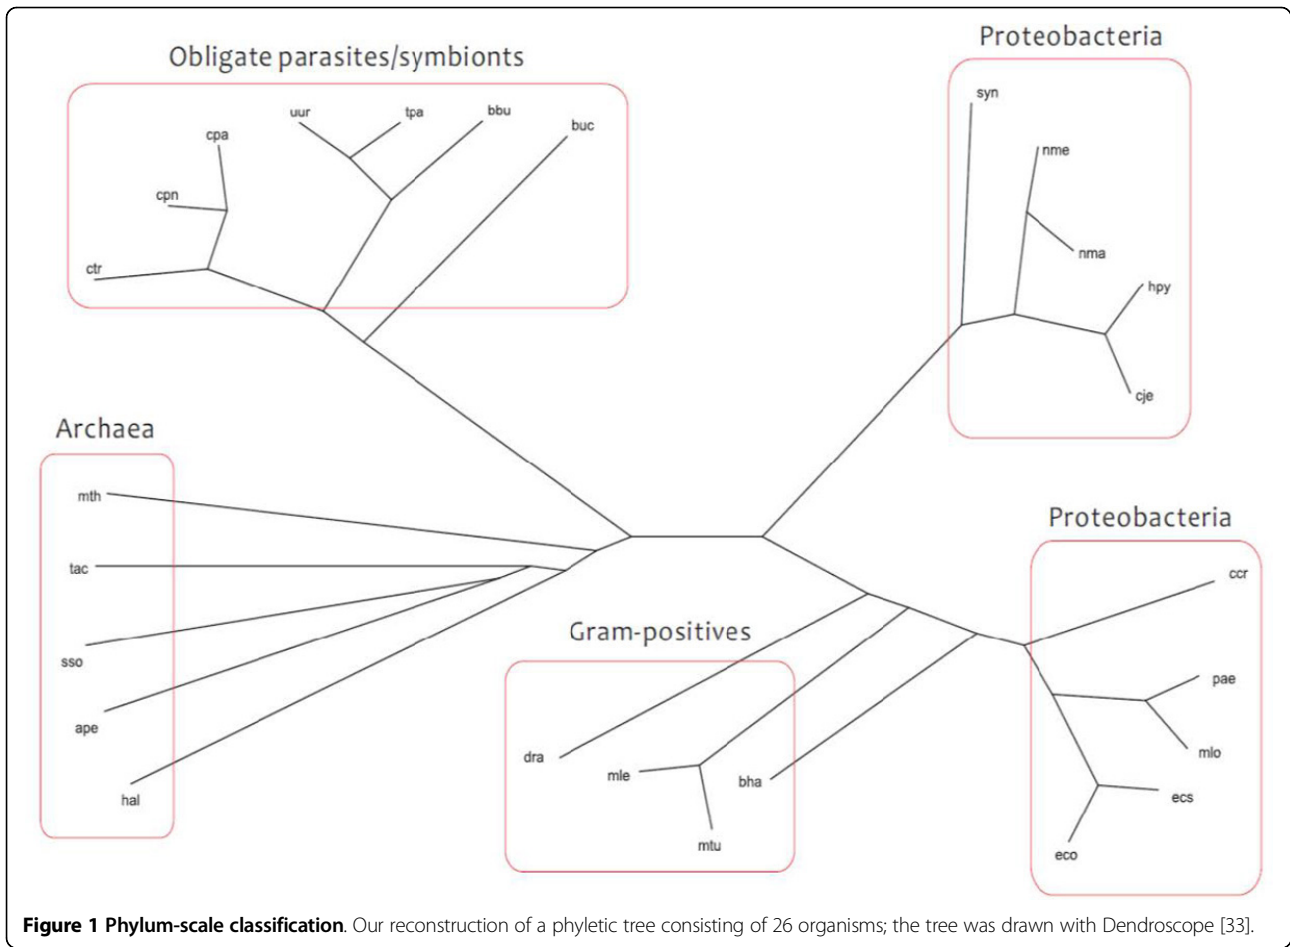 Obligate parasites/symbionts
uur
tpa
bbu
buc
cpa
cpn
ctr
Proteobacteria
syn
nme
nma
hpy
cje
Archaea
mth
tac
sso
ape
hal
Gram-positives
dra
mle
bha
mtu
Proteobacteria
ccr
pae
mlo
ecs
eco
Figure 1 Phylum-scale classification. Our reconstruction of a phyletic tree consisting of 26 organisms; the tree was drawn with Dendroscope [33].